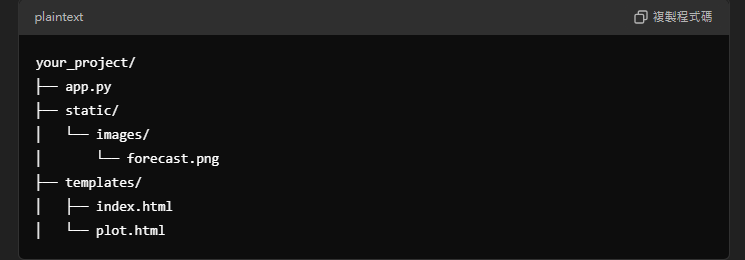 plaintext
複製程式碼
your_project/
├── app.py
├── static/
│   └── images/
│       └── forecast.png
├── templates/
│   ├── index.html
│   └── plot.html